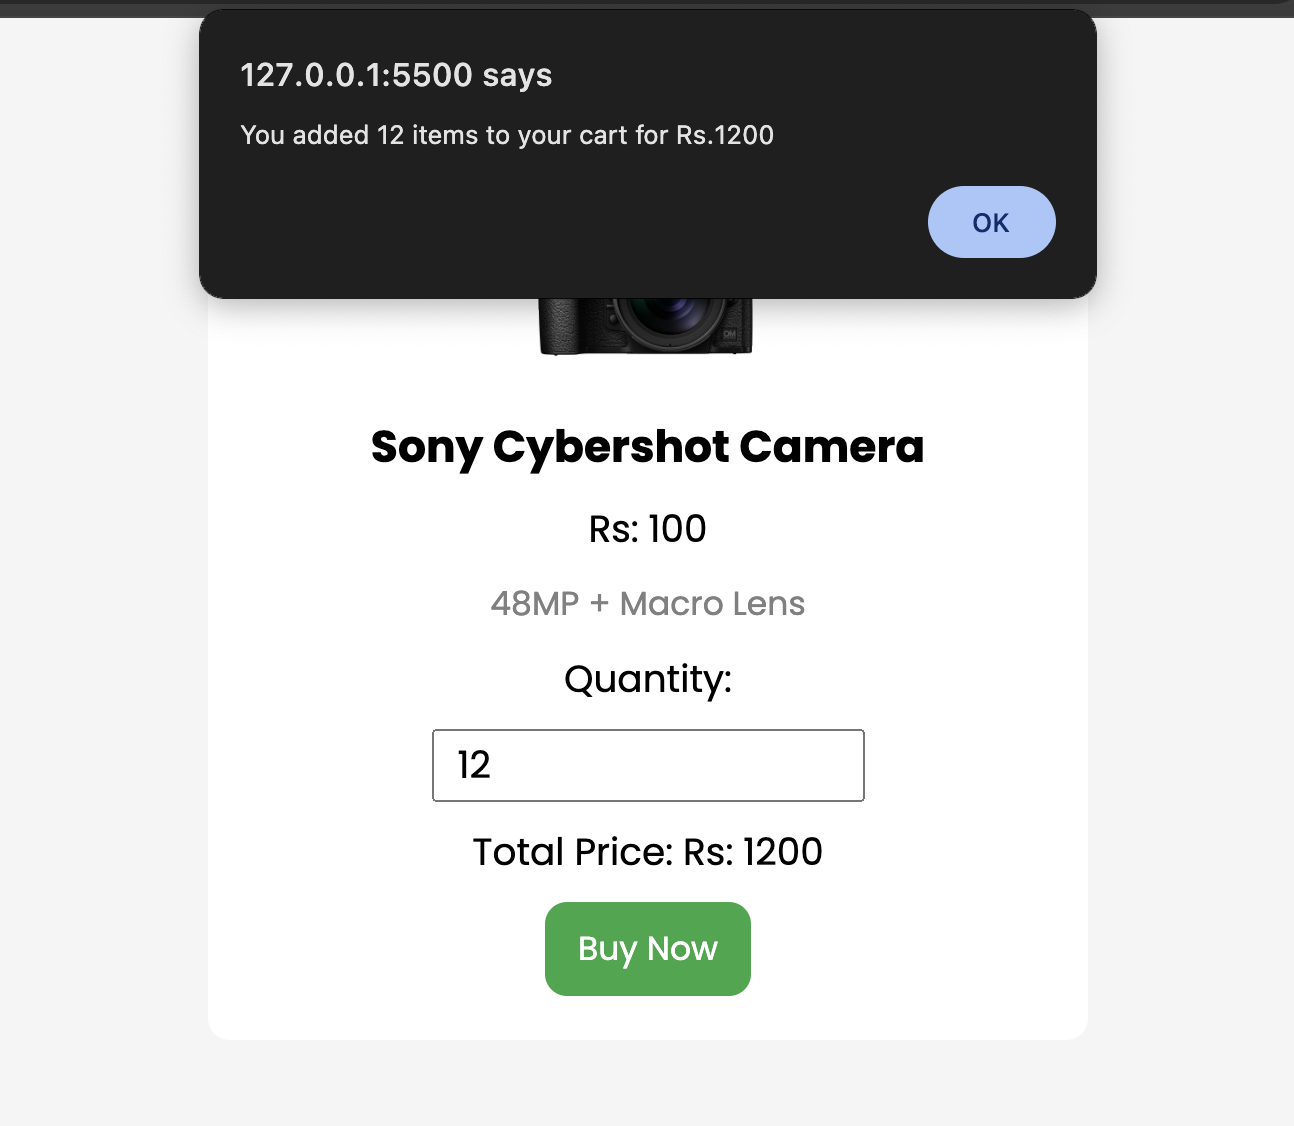 127.0.0.1:5500 says
You added 12 items to your cart for Rs.1200
OK
OM
Sony Cybershot Camera
Rs: 100
48MP + Macro Lens
Quantity:
12
Total Price: Rs: 1200
Buy Now